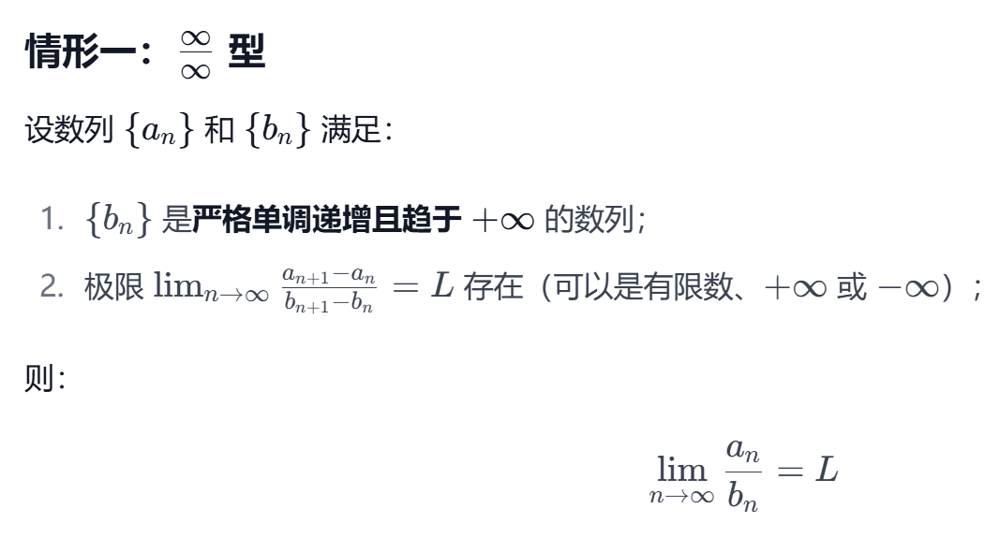 情形一：$\frac{\infty}{\infty}$ 型
设数列 $\{a_n\}$ 和 $\{b_n\}$ 满足：
1. $\{b_n\}$ 是严格单调递增且趋于 $+\infty$ 的数列；
2. 极限 $\lim_{n\to\infty} \frac{a_{n+1}-a_n}{b_{n+1}-b_n} = L$ 存在（可以是有限数、$+\infty$ 或 $-\infty$）；
则：
$\lim_{n\to\infty} \frac{a_n}{b_n} = L$